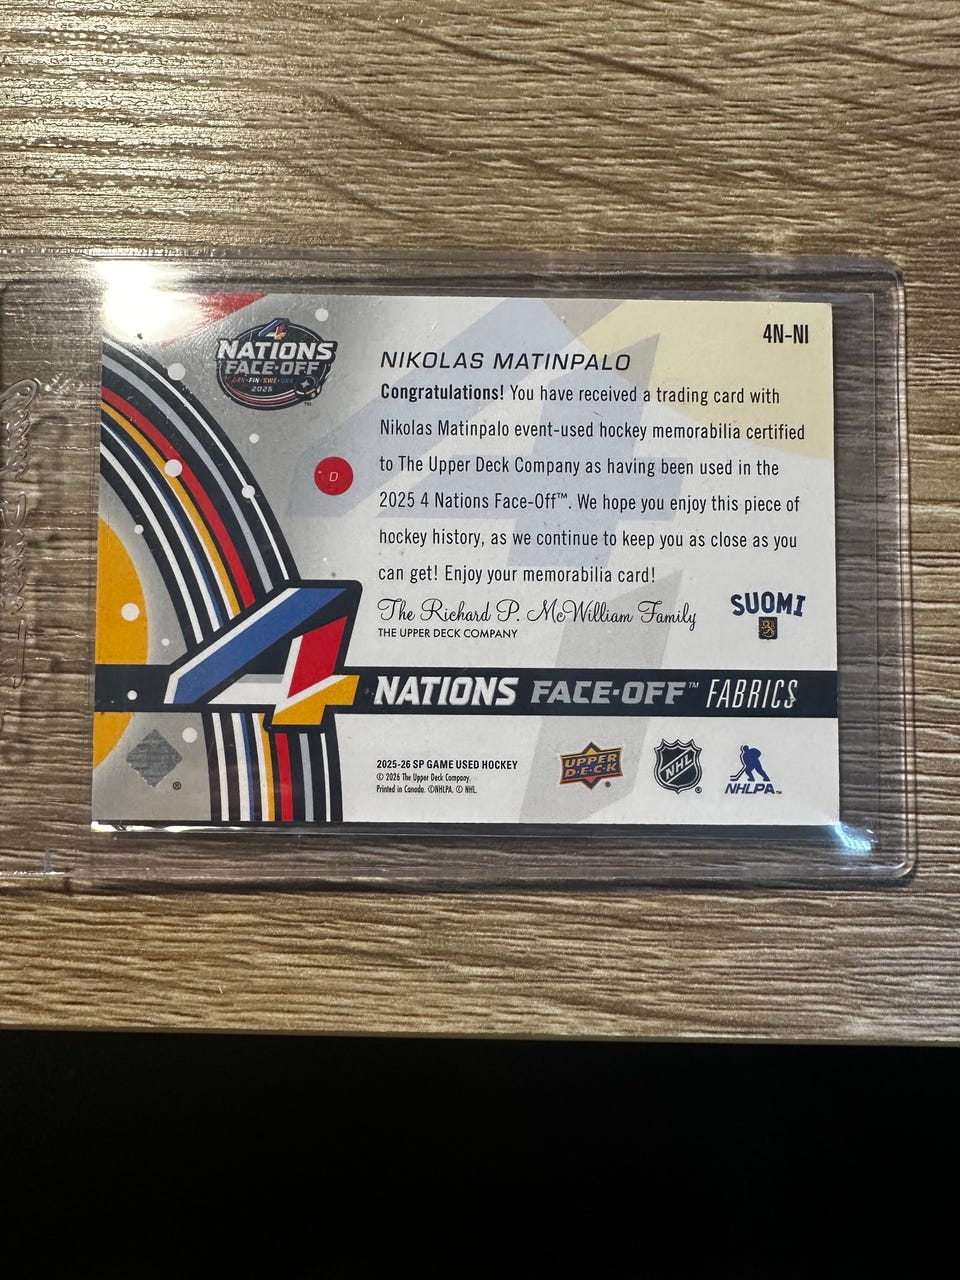 4N-NI
NATIONS
FACE·OFF
CAN·FIN·SWE·USA
2025
TM
NIKOLAS MATINPALO
Congratulations! You have received a trading card with
Nikolas Matinpalo event-used hockey memorabilia certified
D
to The Upper Deck Company as having been used in the
2025 4 Nations Face-Off™. We hope you enjoy this piece of
hockey history, as we continue to keep you as close as you
can get! Enjoy your memorabilia card!
The Richard P. McWilliam Family
THE UPPER DECK COMPANY
SUOMI
4 NATIONS FACE·OFF™ FABRICS
2025-26 SP GAME USED HOCKEY
© 2026 The Upper Deck Company.
Printed in Canada. ©NHLPA. © NHL.
®
UPPER
D·E·C·K
®
NHL
®
NHLPA™